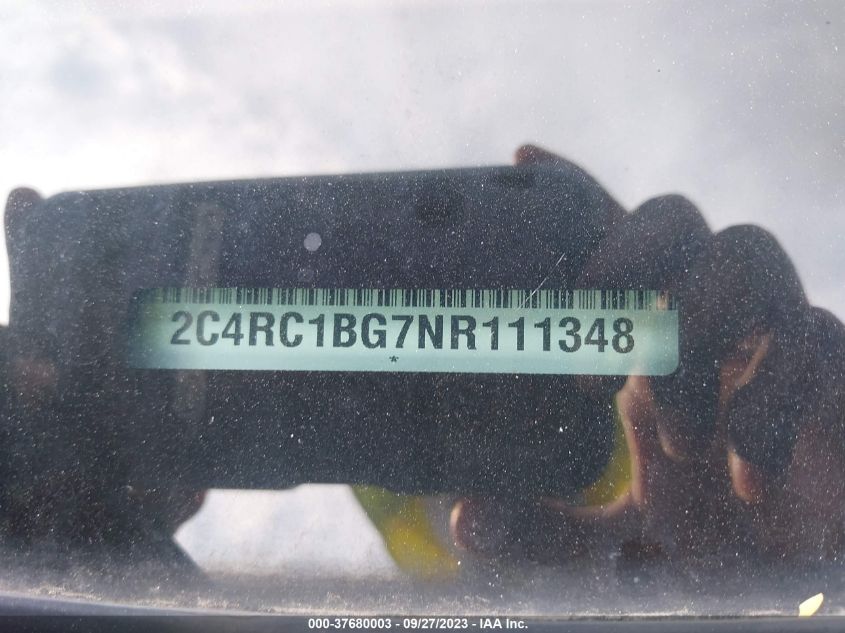 2C4RC1BG7NR111348
*
000-37680003 - 09/27/2023 - IAA Inc.